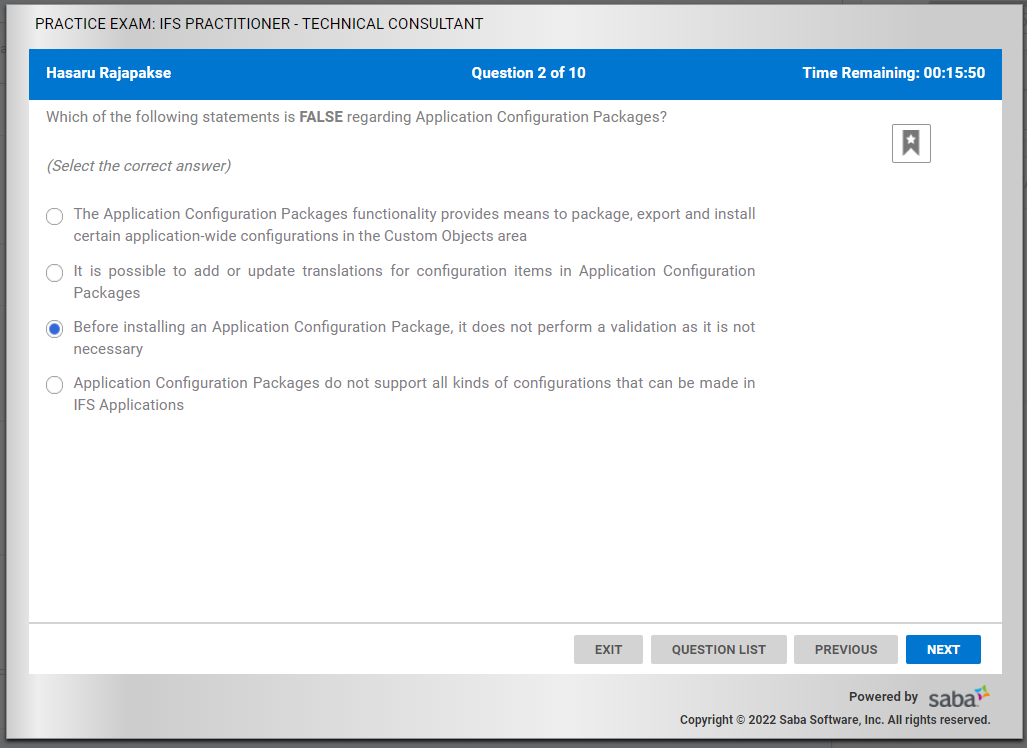 PRACTICE EXAM: IFS PRACTITIONER - TECHNICAL CONSULTANT
Hasaru Rajapakse
Question 2 of 10
Time Remaining: 00:15:50
Which of the following statements is FALSE regarding Application Configuration Packages?
(Select the correct answer)
The Application Configuration Packages functionality provides means to package, export and install
certain application-wide configurations in the Custom Objects area
It is possible to add or update translations for configuration items in Application Configuration
Packages
Before installing an Application Configuration Package, it does not perform a validation as it is not
necessary
Application Configuration Packages do not support all kinds of configurations that can be made in
IFS Applications
EXIT
QUESTION LIST
PREVIOUS
NEXT
Powered by saba
Copyright © 2022 Saba Software, Inc. All rights reserved.